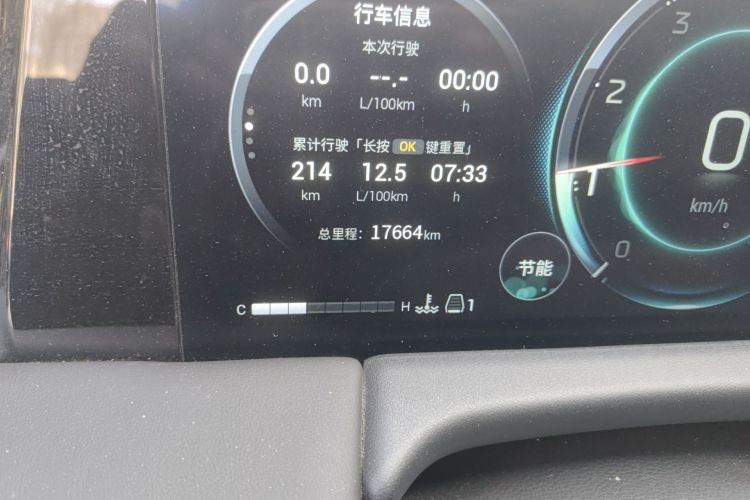 行车信息
本次行驶
0.0 --.- 00:00
km L/100km h
累计行驶「长按 OK 键重置」
214 12.5 07:33
km L/100km h
总里程：17664km
C H 1
节能
3
2
1
0
0
km/h